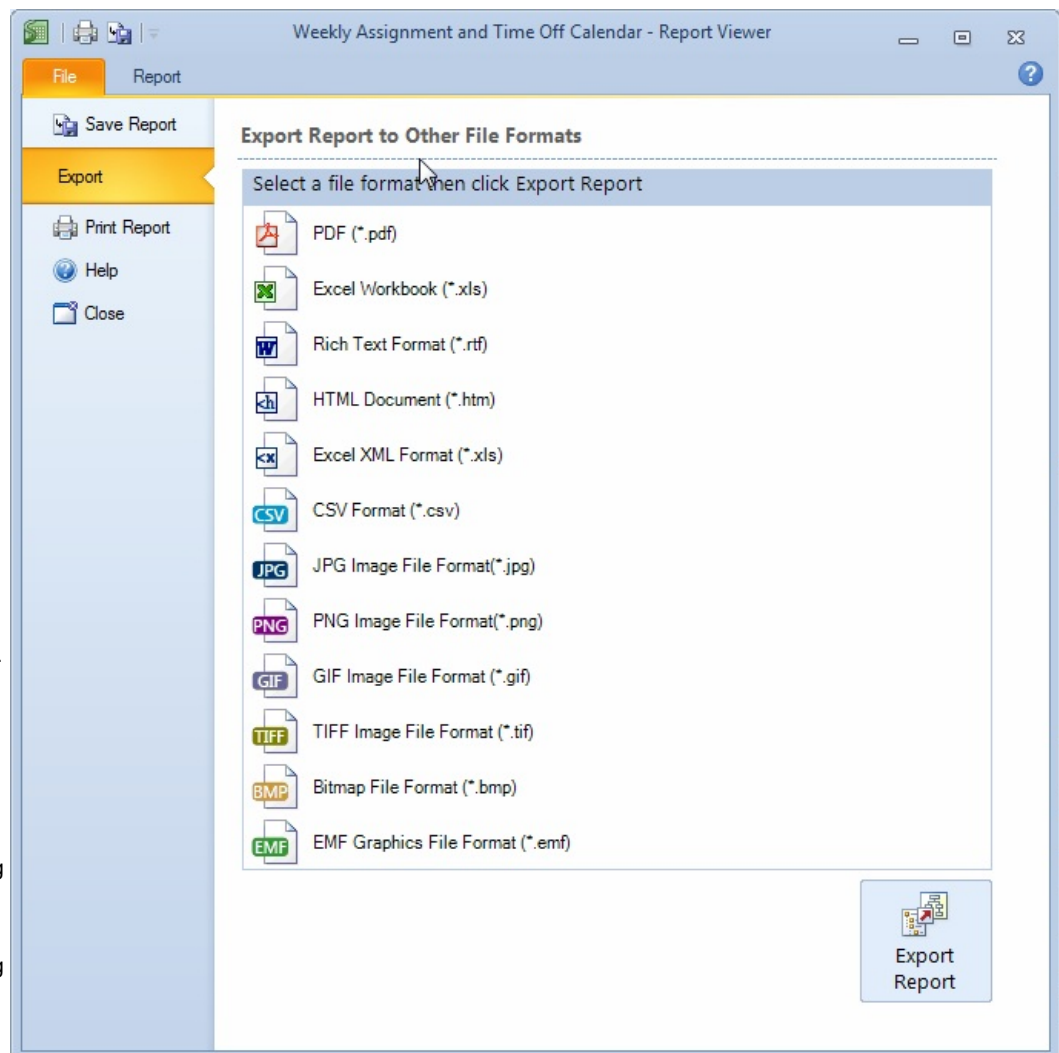 Weekly Assignment and Time Off Calendar - Report Viewer
File
Report
Save Report
Export
Print Report
Help
Close
Export Report to Other File Formats
Select a file format then click Export Report
PDF (*.pdf)
Excel Workbook (*.xls)
W
Rich Text Format (*.rtf)
<h
HTML Document (*.htm)
<x
Excel XML Format (*.xls)
CSV
CSV Format (*.csv)
JPG
JPG Image File Format(*.jpg)
PNG
PNG Image File Format(*.png)
GIF
GIF Image File Format (*.gif)
TIFF
TIFF Image File Format (*.tif)
BMP
Bitmap File Format (*.bmp)
EMF
EMF Graphics File Format (*.emf)
Export
Report